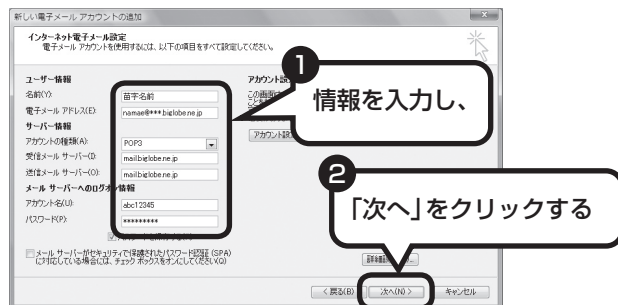 新しい電子メール アカウントの追加
インターネット電子メール設定
電子メール アカウントを使用するには、以下の項目をすべて設定してください。
ユーザー情報
名前(Y):
苗字名前
電子メール アドレス(E):
namae@***.biglobe.ne.jp
サーバー情報
アカウントの種類(A):
POP3
受信メール サーバー(I):
mail.biglobe.ne.jp
送信メール サーバー(O):
mail.biglobe.ne.jp
メール サーバーへのログオン情報
アカウント名(U):
abc12345
パスワード(P):
*********
メール サーバーがセキュリティで保護されたパスワード認証 (SPA)
に対応している場合には、チェック ボックスをオンにしてください(Q)
1
情報を入力し、
2
「次へ」をクリックする
< 戻る(B)
次へ(N) >
キャンセル